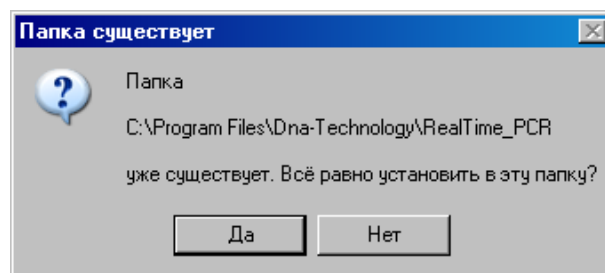 Папка существует
Папка
C:\Program Files\Dna-Technology\RealTime_PCR
уже существует. Всё равно установить в эту папку?
Да
Нет